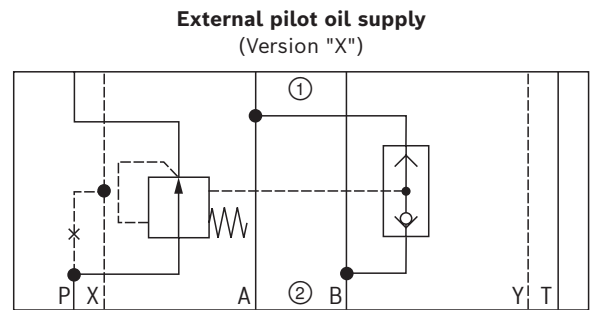 External pilot oil supply
(Version "X")
①
P X A ② B Y T